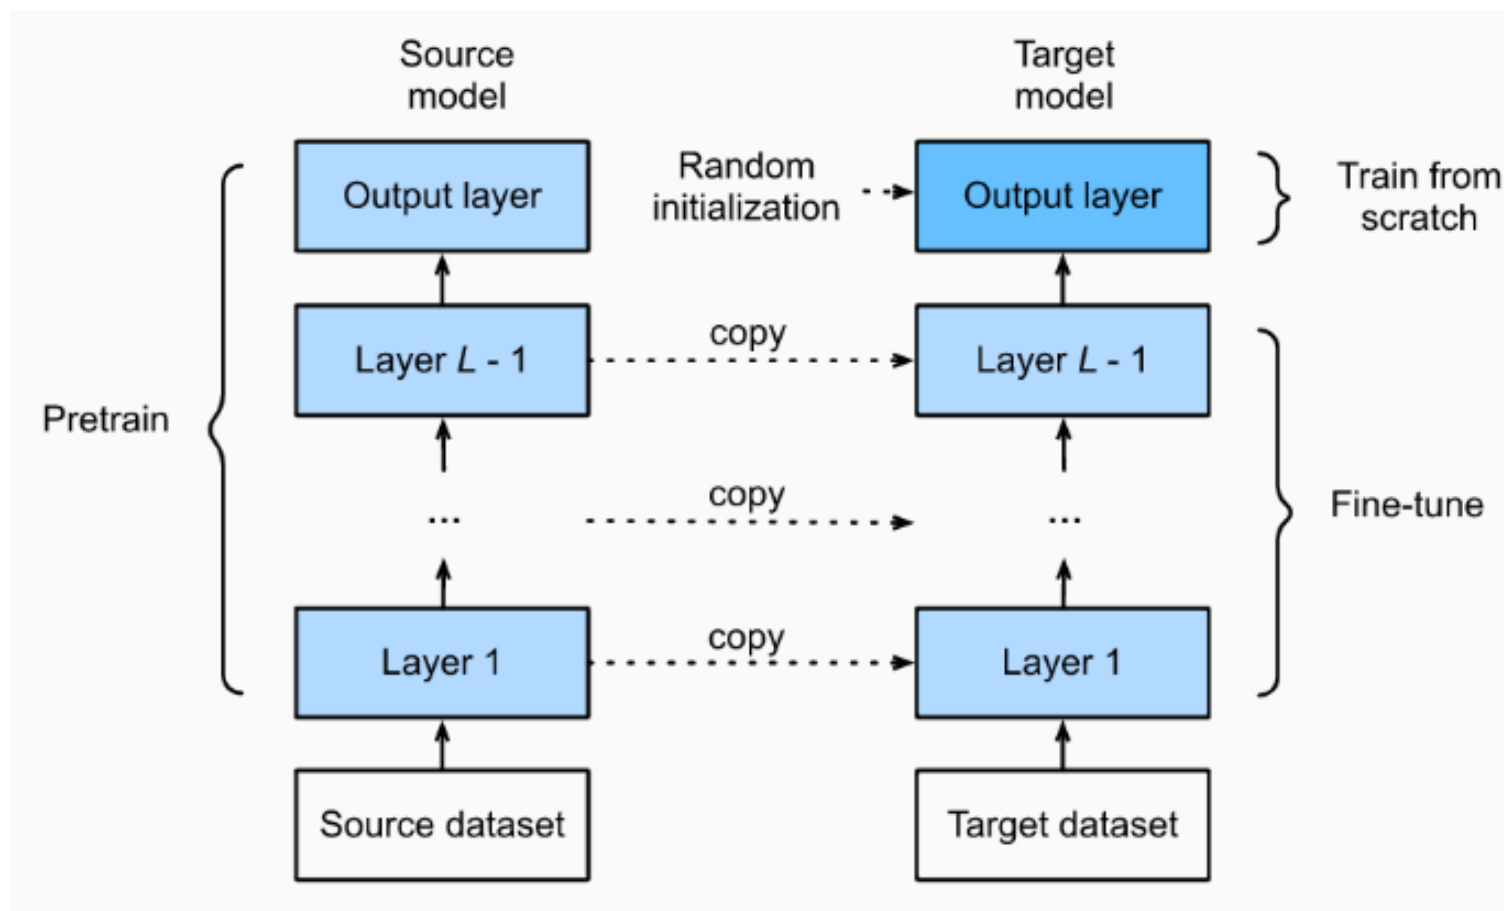 Source
model
Target
model
Output layer
Random
initialization
Output layer
Train from
scratch
Layer L - 1
copy
Layer L - 1
Pretrain
...
copy
...
Fine-tune
Layer 1
copy
Layer 1
Source dataset
Target dataset